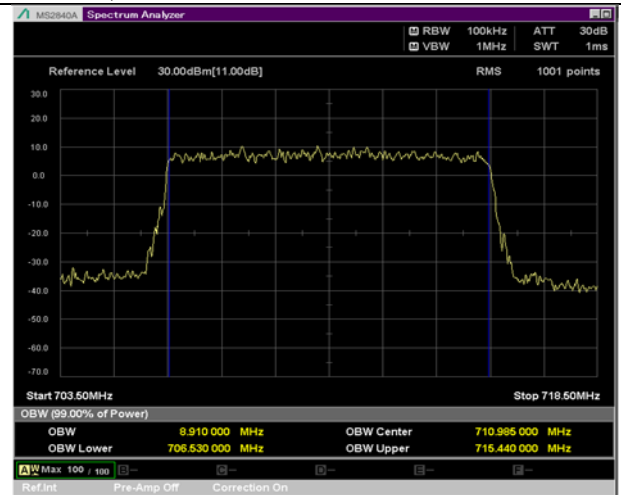 MS2840A Spectrum Analyzer
M RBW 100kHz ATT 30dB
M VBW 1MHz SWT 1ms
Reference Level 30.00dBm[11.00dB] RMS 1001 points
30.0
20.0
10.0
0.0
-10.0
-20.0
-30.0
-40.0
-50.0
-60.0
-70.0
Start 703.50MHz Stop 718.50MHz
OBW (99.00% of Power)
OBW 8.910 000 MHz OBW Center 710.985 000 MHz
OBW Lower 706.530 000 MHz OBW Upper 715.440 000 MHz
A W Max 100 / 100 B-- C-- D-- E-- F--
Ref.Int Pre-Amp Off Correction On